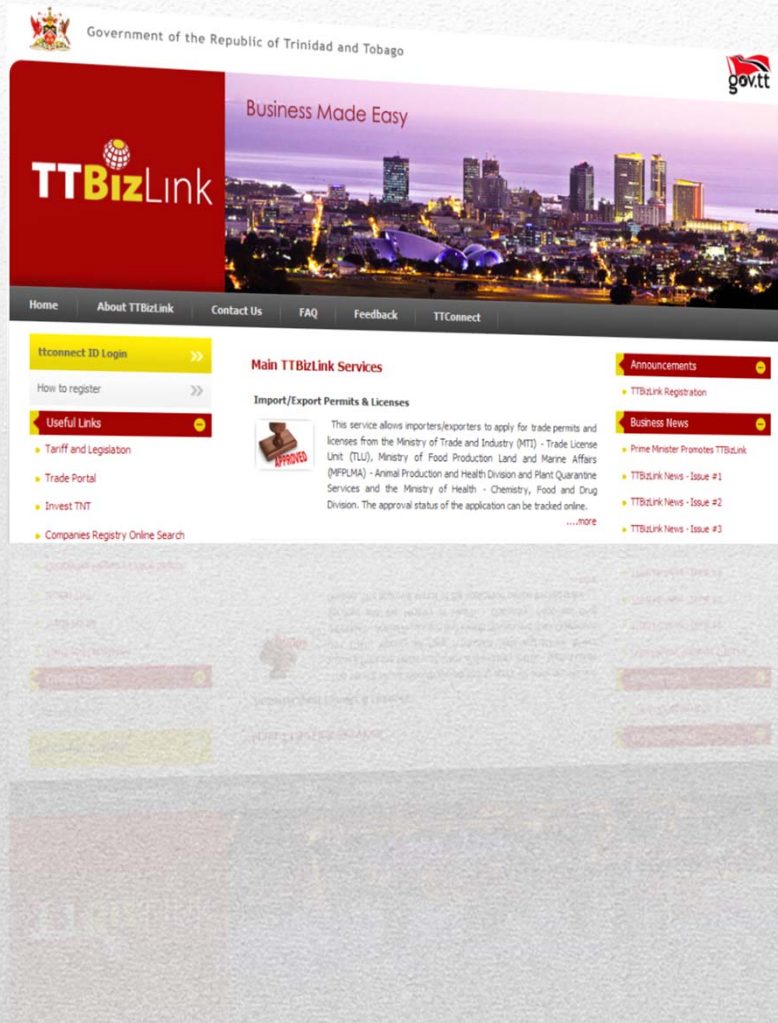 Government of the Republic of Trinidad and Tobago
gov.tt
Business Made Easy
TTBizLink
Home
About TTBizLink
Contact Us
FAQ
Feedback
TTConnect
ttconnect ID Login
How to register
Useful Links
Tariff and Legislation
Trade Portal
Invest TNT
Companies Registry Online Search
Main TTBizLink Services
Import/Export Permits & Licenses
APPROVED
This service allows importers/exporters to apply for trade permits and
licenses from the Ministry of Trade and Industry (MTI) - Trade License
Unit (TLU), Ministry of Food Production Land and Marine Affairs
(MFPLMA) - Animal Production and Health Division and Plant Quarantine
Services and the Ministry of Health - Chemistry, Food and Drug
Division. The approval status of the application can be tracked online.
....more
Announcements
TTBizLink Registration
Business News
Prime Minister Promotes TTBizLink
TTBizLink News - Issue #1
TTBizLink News - Issue #2
TTBizLink News - Issue #3